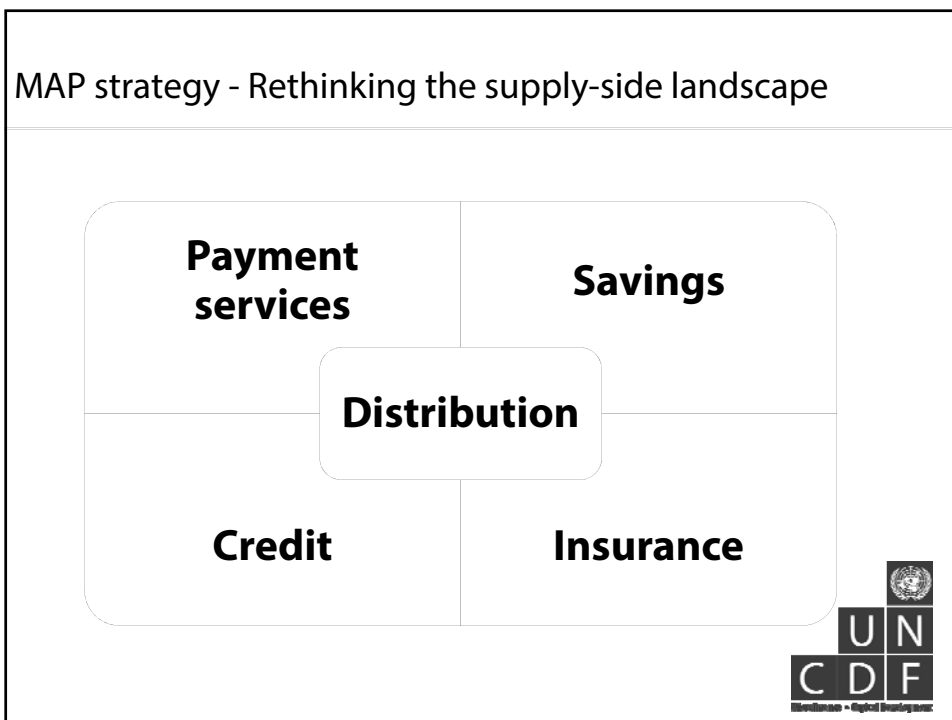 MAP strategy - Rethinking the supply-side landscape
Payment
services
Savings
Distribution
Credit
Insurance
U N
C D F